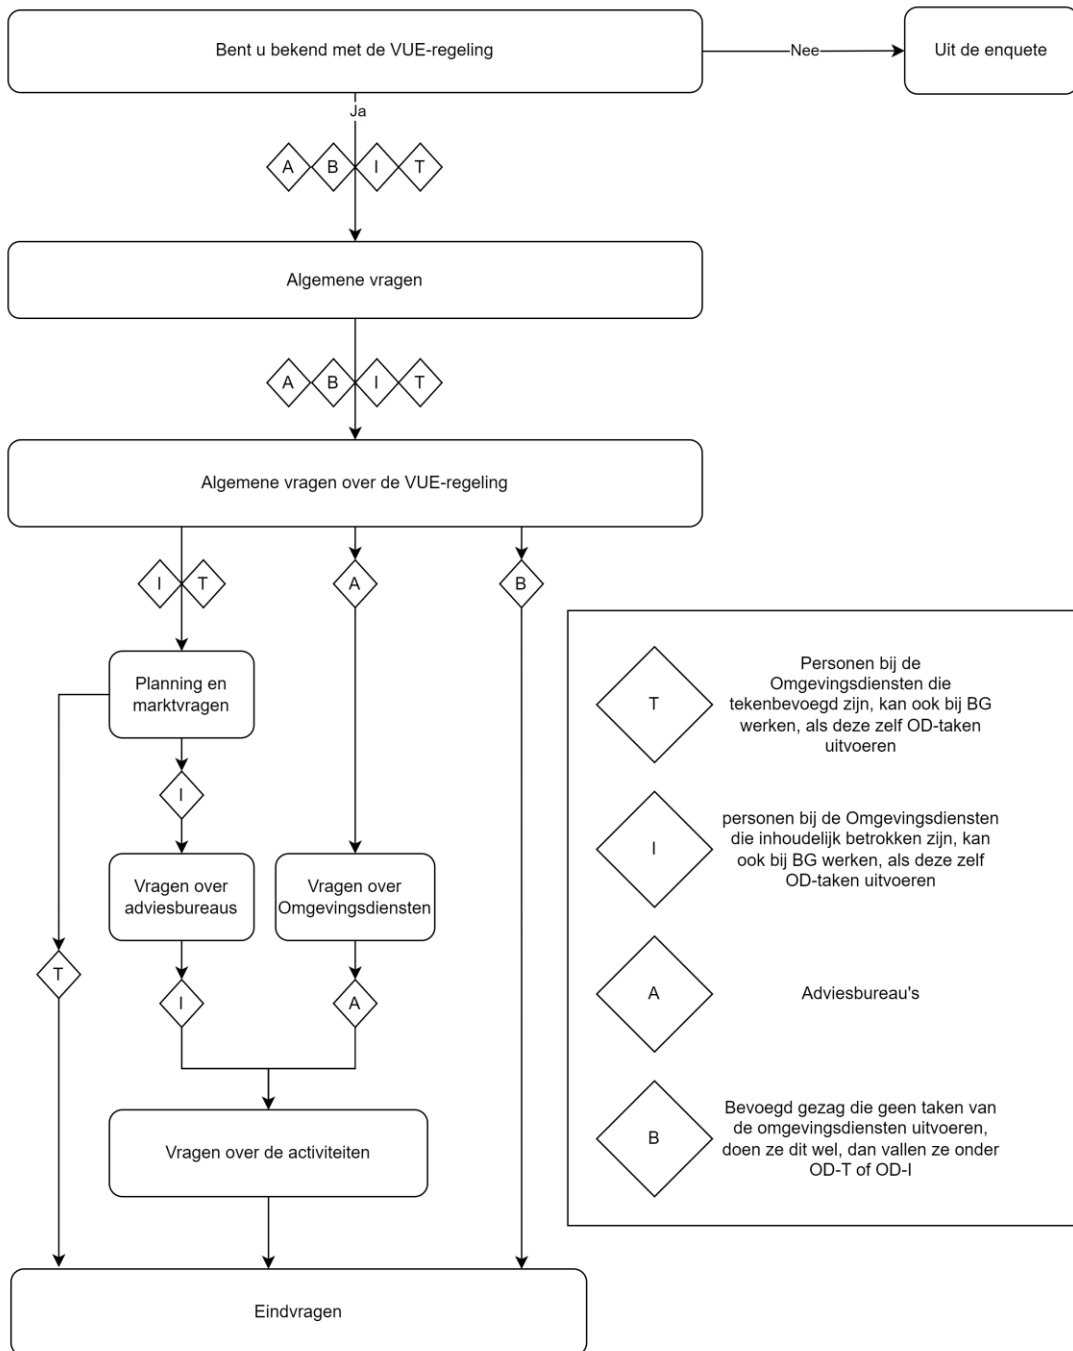 Bent u bekend met de VUE-regeling
Nee
Uit de enquete
Ja
A B I T
Algemene vragen
A B I T
Algemene vragen over de VUE-regeling
I T
A
B
Planning en
marktvragen
I
Vragen over
adviesbureaus
Vragen over
Omgevingsdiensten
T
I
A
Vragen over de activiteiten
Eindvragen
T
Personen bij de
Omgevingsdiensten die
tekenbevoegd zijn, kan ook bij BG
werken, als deze zelf OD-taken
uitvoeren
I
personen bij de Omgevingsdiensten
die inhoudelijk betrokken zijn, kan
ook bij BG werken, als deze zelf
OD-taken uitvoeren
A
Adviesbureau's
B
Bevoegd gezag die geen taken van
de omgevingsdiensten uitvoeren,
doen ze dit wel, dan vallen ze onder
OD-T of OD-I